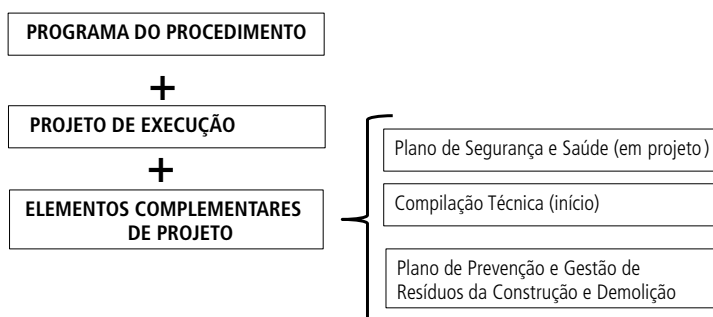 PROGRAMA DO PROCEDIMENTO
+
PROJETO DE EXECUÇÃO
+
ELEMENTOS COMPLEMENTARES
DE PROJETO
Plano de Segurança e Saúde (em projeto)
Compilação Técnica (início)
Plano de Prevenção e Gestão de
Resíduos da Construção e Demolição